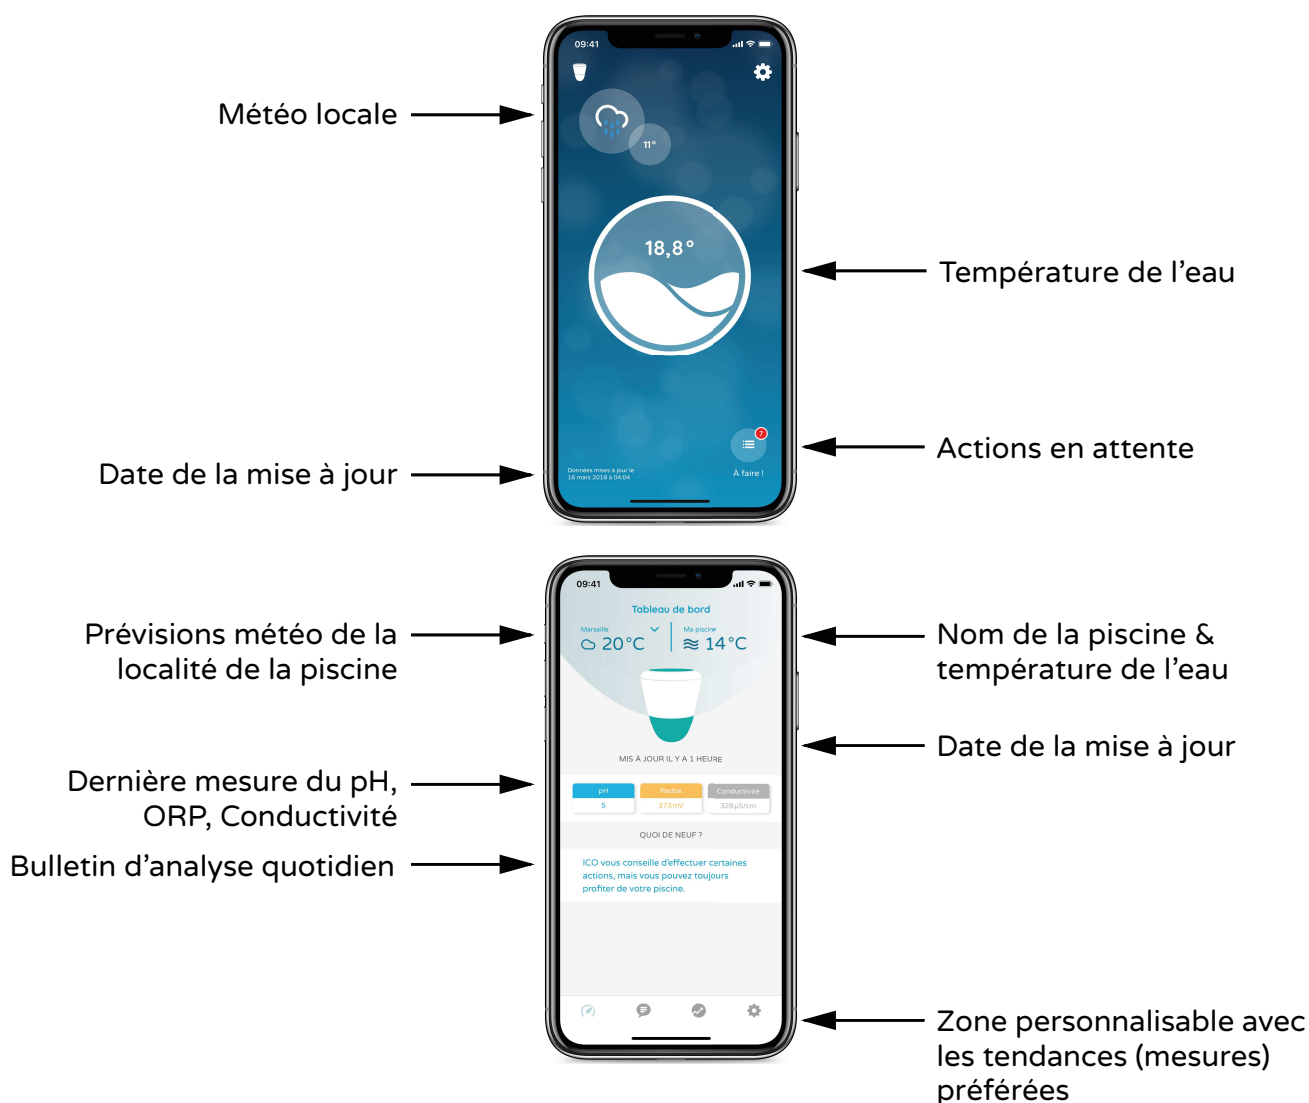 09:41
Météo locale
11°
18,8°
Température de l'eau
Actions en attente
7
À faire !
Date de la mise à jour
Données mises à jour le
16 mars 2018 à 04:04
09:41
Tableau de bord
Prévisions météo de la
localité de la piscine
Marseille
20°C
Ma piscine
14°C
Nom de la piscine &
température de l'eau
MIS À JOUR IL Y A 1 HEURE
Date de la mise à jour
Dernière mesure du pH,
ORP, Conductivité
pH
5
Redox
373 mV
Conductivité
328 µS/cm
QUOI DE NEUF ?
Bulletin d'analyse quotidien
ICO vous conseille d'effectuer certaines
actions, mais vous pouvez toujours
profiter de votre piscine.
Zone personnalisable avec
les tendances (mesures)
préférées